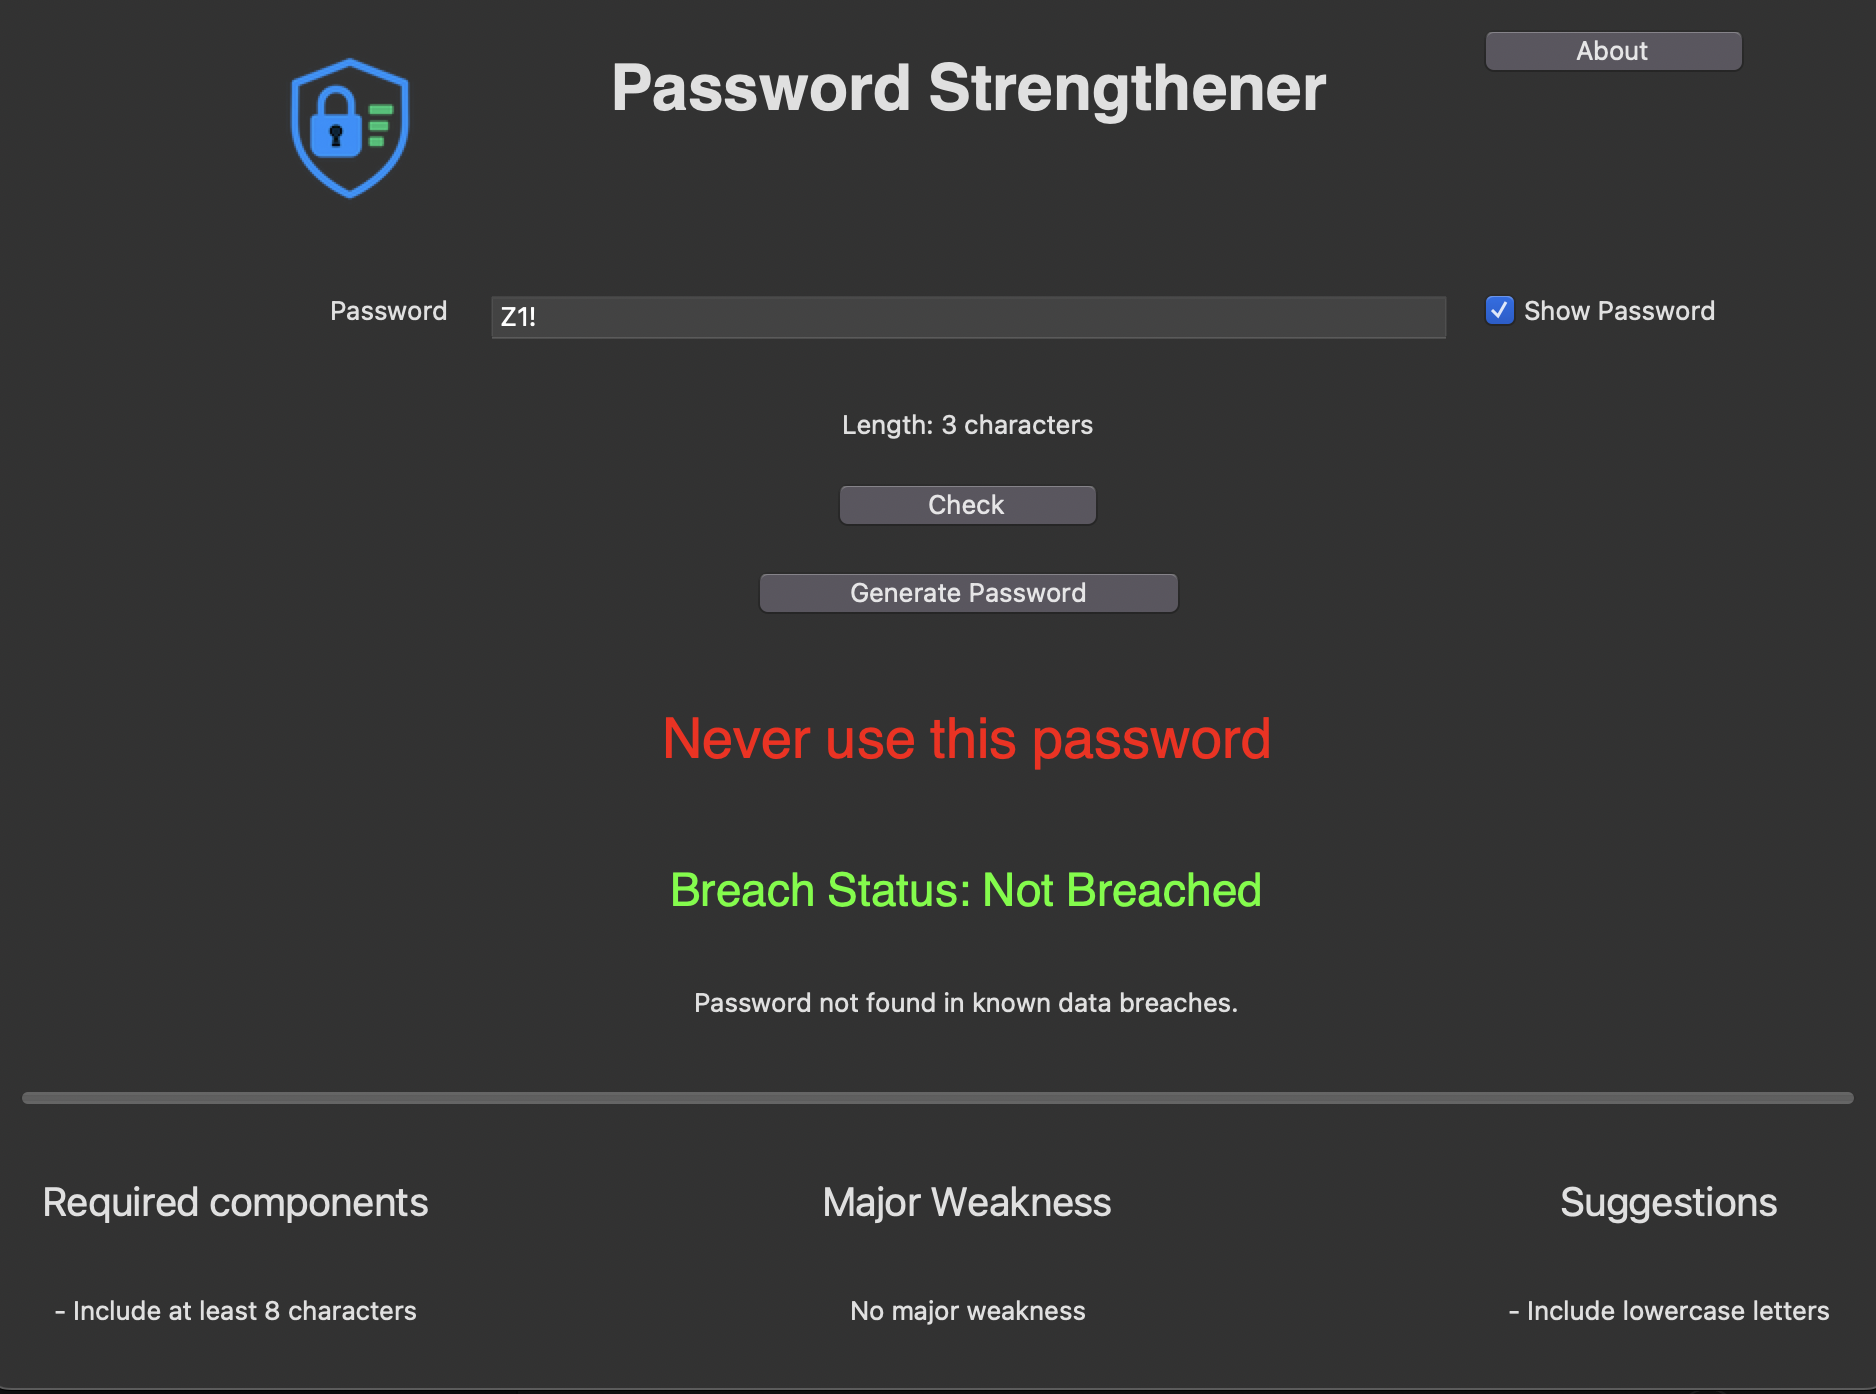 About
Password Strengthener
Password
Z1!
Show Password
Length: 3 characters
Check
Generate Password
Never use this password
Breach Status: Not Breached
Password not found in known data breaches.
Required components
Major Weakness
Suggestions
- Include at least 8 characters
No major weakness
- Include lowercase letters